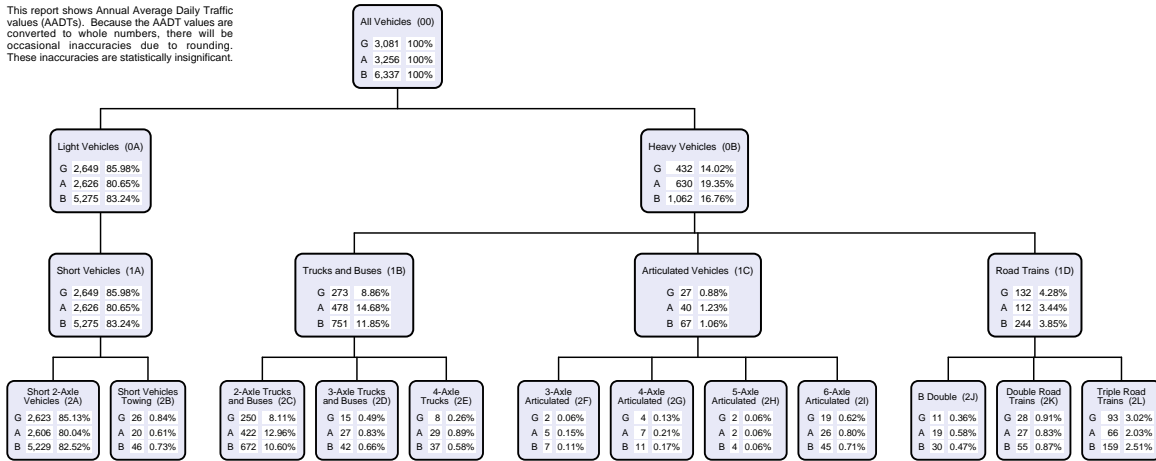 This report shows Annual Average Daily Traffic
values (AADTs). Because the AADT values are
converted to whole numbers, there will be
occasional inaccuracies due to rounding.
These inaccuracies are statistically insignificant.
All Vehicles (00)
G 3,081 100%
A 3,256 100%
B 6,337 100%
Light Vehicles (0A)
G 2,649 85.98%
A 2,626 80.65%
B 5,275 83.24%
Heavy Vehicles (0B)
G 432 14.02%
A 630 19.35%
B 1,062 16.76%
Short Vehicles (1A)
G 2,649 85.98%
A 2,626 80.65%
B 5,275 83.24%
Trucks and Buses (1B)
G 273 8.86%
A 478 14.68%
B 751 11.85%
Articulated Vehicles (1C)
G 27 0.88%
A 40 1.23%
B 67 1.06%
Road Trains (1D)
G 132 4.28%
A 112 3.44%
B 244 3.85%
Short 2-Axle
Vehicles (2A)
G 2,623 85.13%
A 2,606 80.04%
B 5,229 82.52%
Short Vehicles
Towing (2B)
G 26 0.84%
A 20 0.61%
B 46 0.73%
2-Axle Trucks
and Buses (2C)
G 250 8.11%
A 422 12.96%
B 672 10.60%
3-Axle Trucks
and Buses (2D)
G 15 0.49%
A 27 0.83%
B 42 0.66%
4-Axle
Trucks (2E)
G 8 0.26%
A 29 0.89%
B 37 0.58%
3-Axle
Articulated (2F)
G 2 0.06%
A 5 0.15%
B 7 0.11%
4-Axle
Articulated (2G)
G 4 0.13%
A 7 0.21%
B 11 0.17%
5-Axle
Articulated (2H)
G 2 0.06%
A 2 0.06%
B 4 0.06%
6-Axle
Articulated (2I)
G 19 0.62%
A 26 0.80%
B 45 0.71%
B Double (2J)
G 11 0.36%
A 19 0.58%
B 30 0.47%
Double Road
Trains (2K)
G 28 0.91%
A 27 0.83%
B 55 0.87%
Triple Road
Trains (2L)
G 93 3.02%
A 66 2.03%
B 159 2.51%